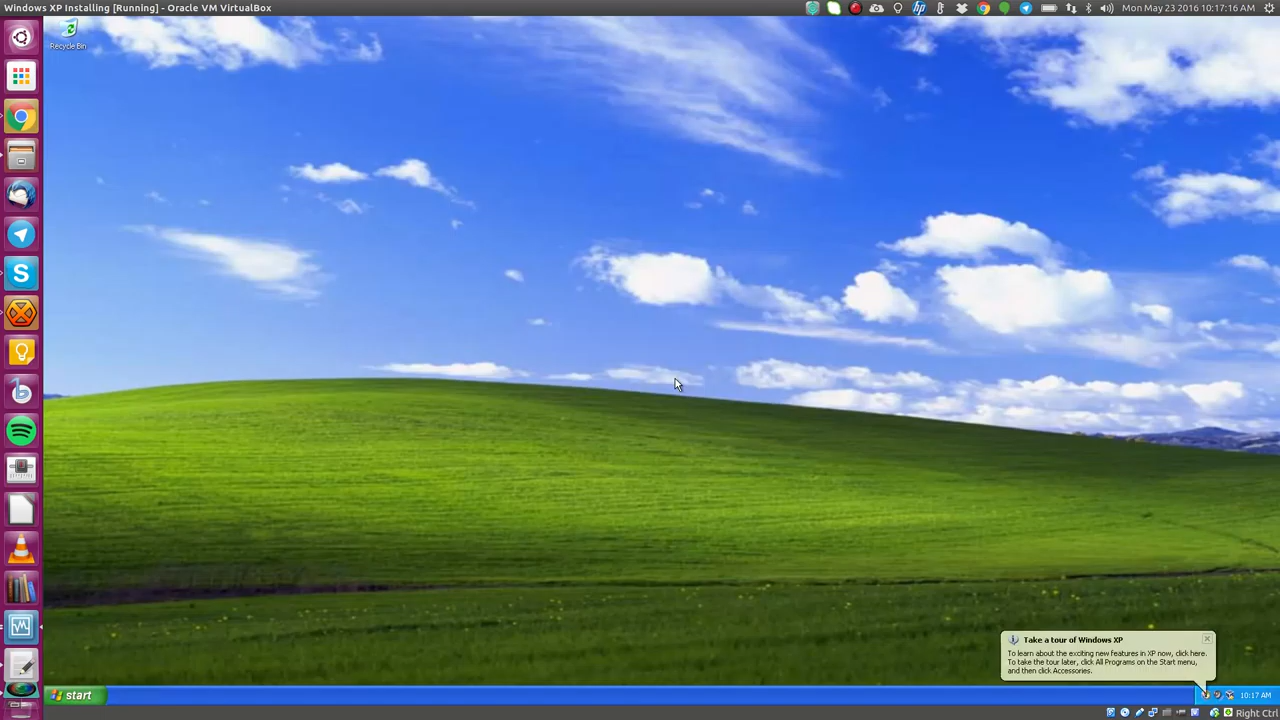 Windows XP Installing [Running] - Oracle VM VirtualBox
Mon May 23 2016 10:17:16 AM
Recycle Bin
Take a tour of Windows XP
To learn about the exciting new features in XP now, click here.
To take the tour later, click All Programs on the Start menu,
and then click Accessories.
start
10:17 AM
Right Ctrl